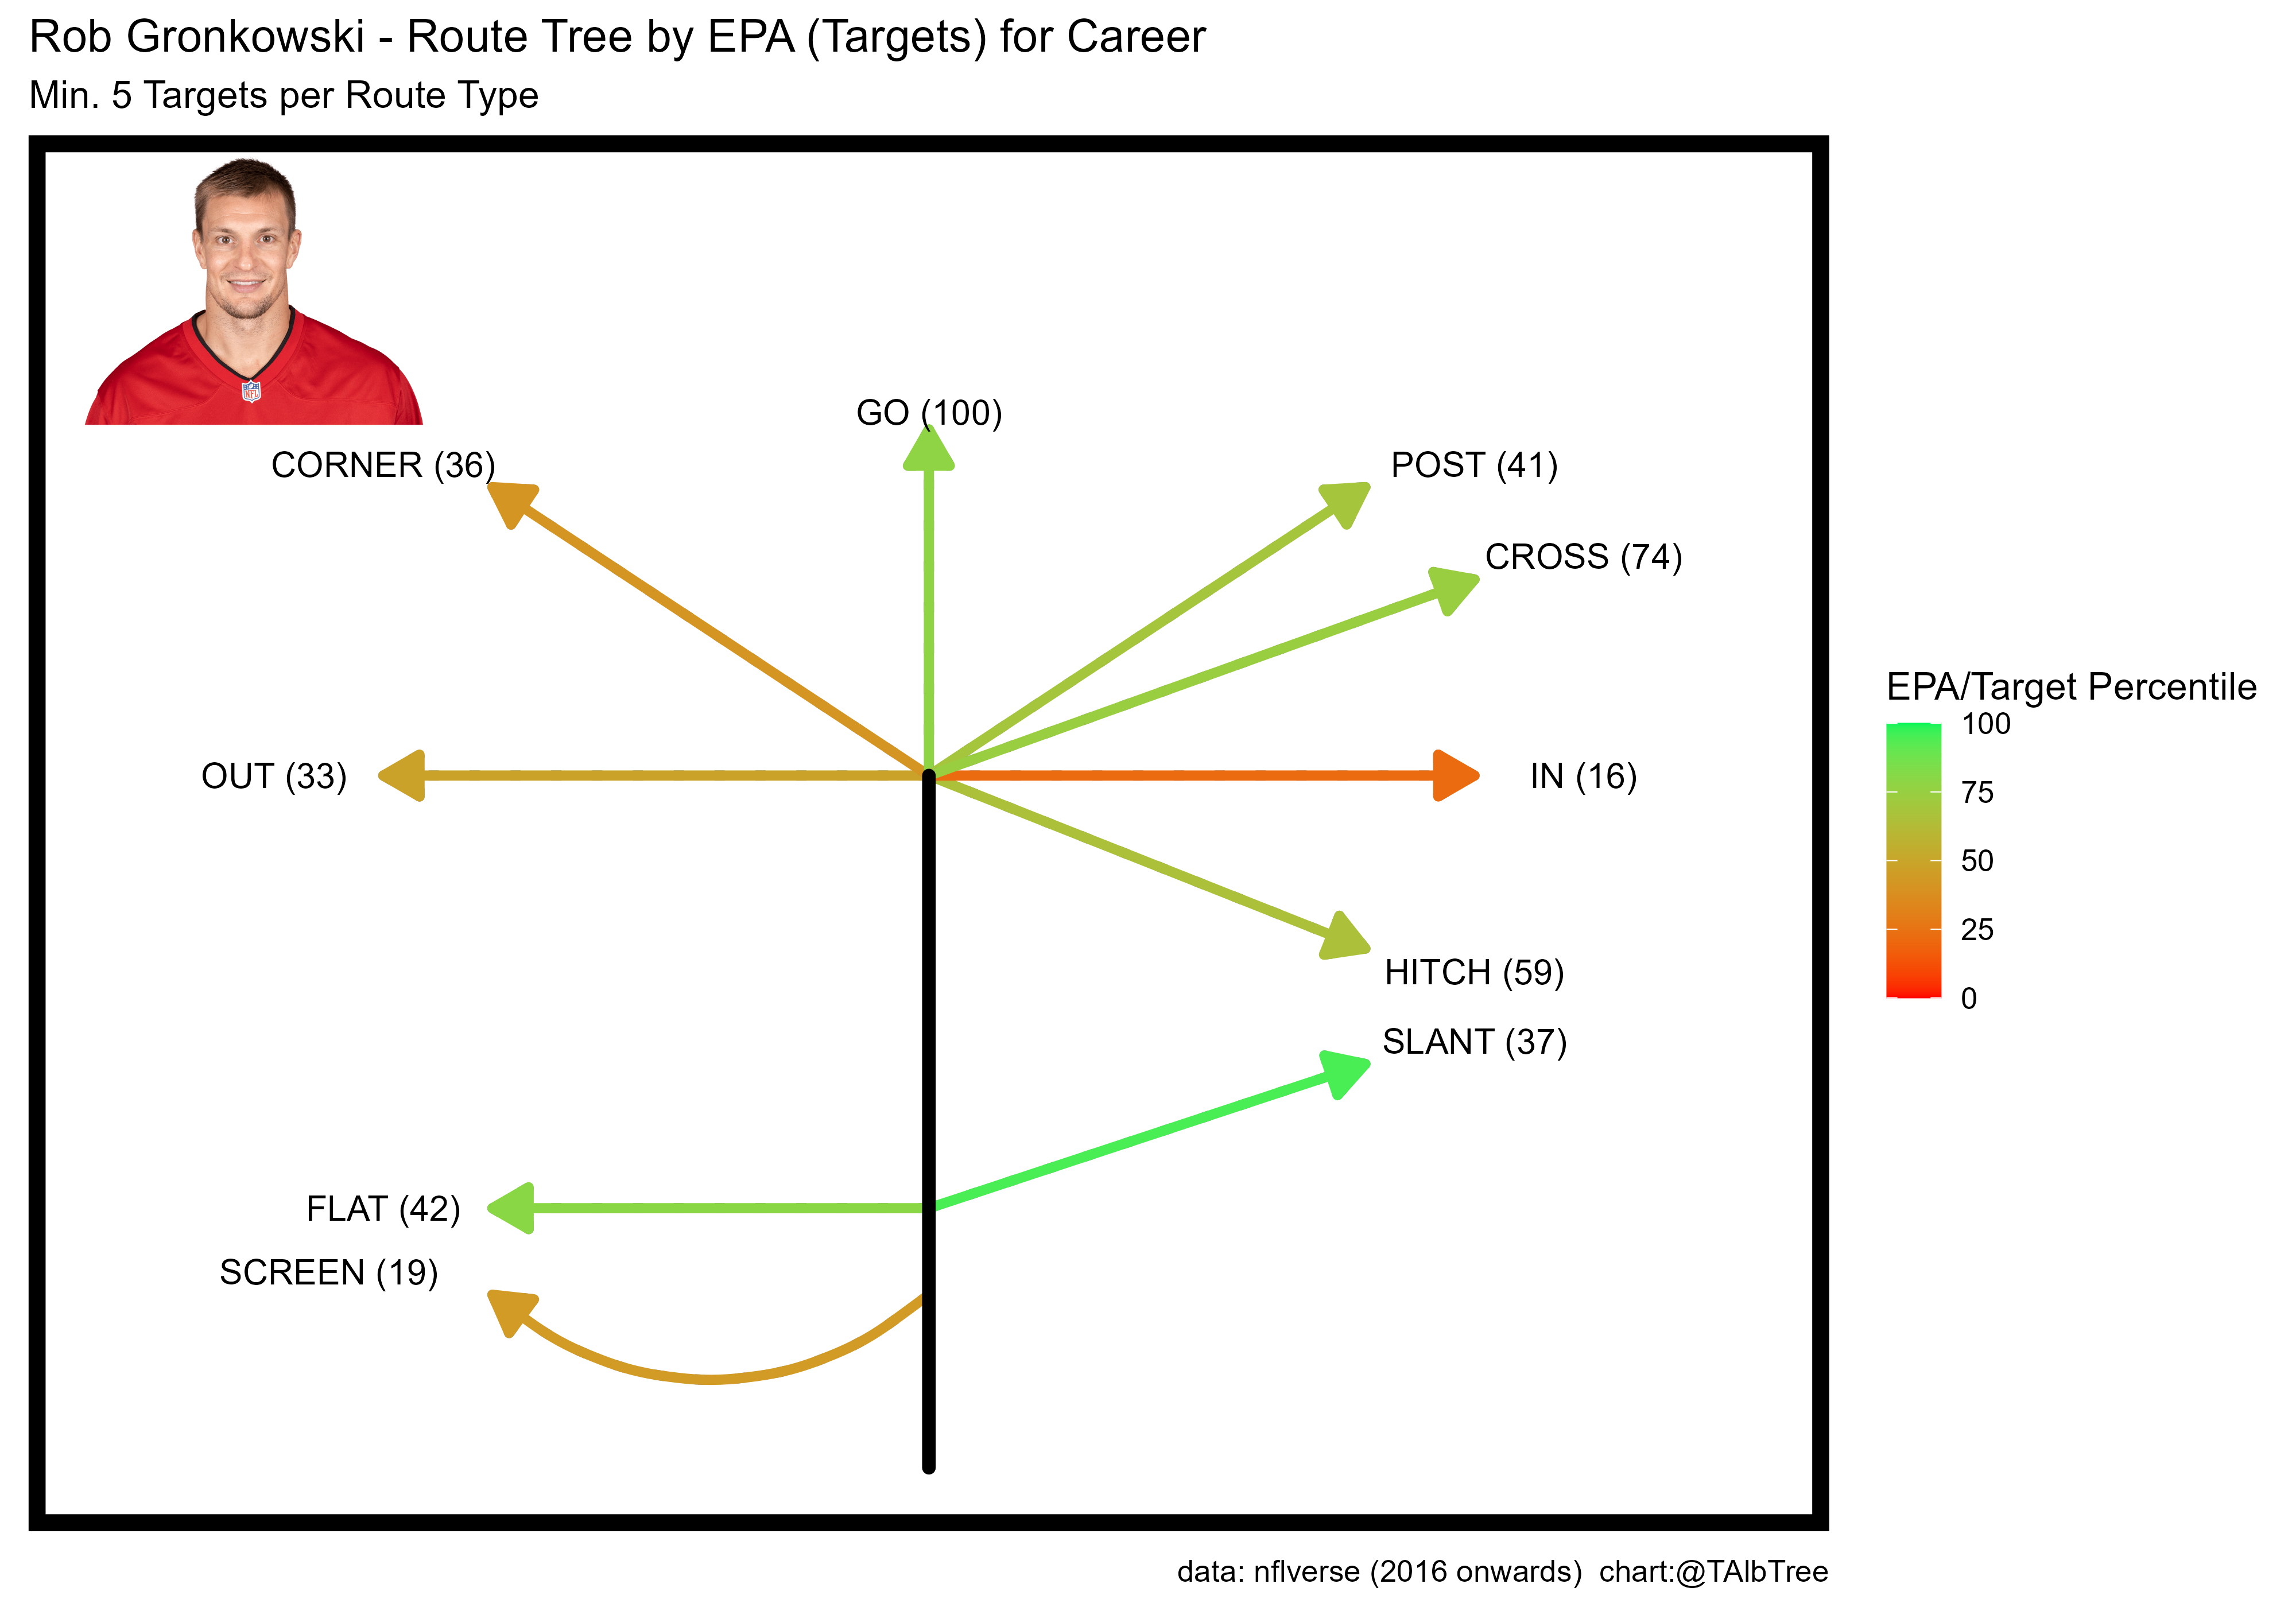 Rob Gronkowski - Route Tree by EPA (Targets) for Career
Min. 5 Targets per Route Type
NFL
GO (100)
CORNER (36)
POST (41)
CROSS (74)
OUT (33)
IN (16)
HITCH (59)
SLANT (37)
FLAT (42)
SCREEN (19)
EPA/Target Percentile
100
75
50
25
0
data: nflverse (2016 onwards)  chart:@TAlbTree